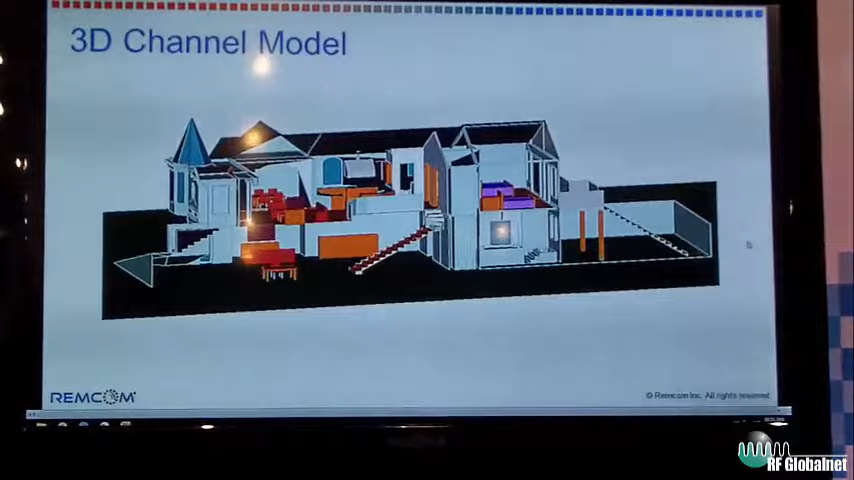 3D Channel Model
REMCOM
© Remcom Inc. All rights reserved.
RF Globalnet